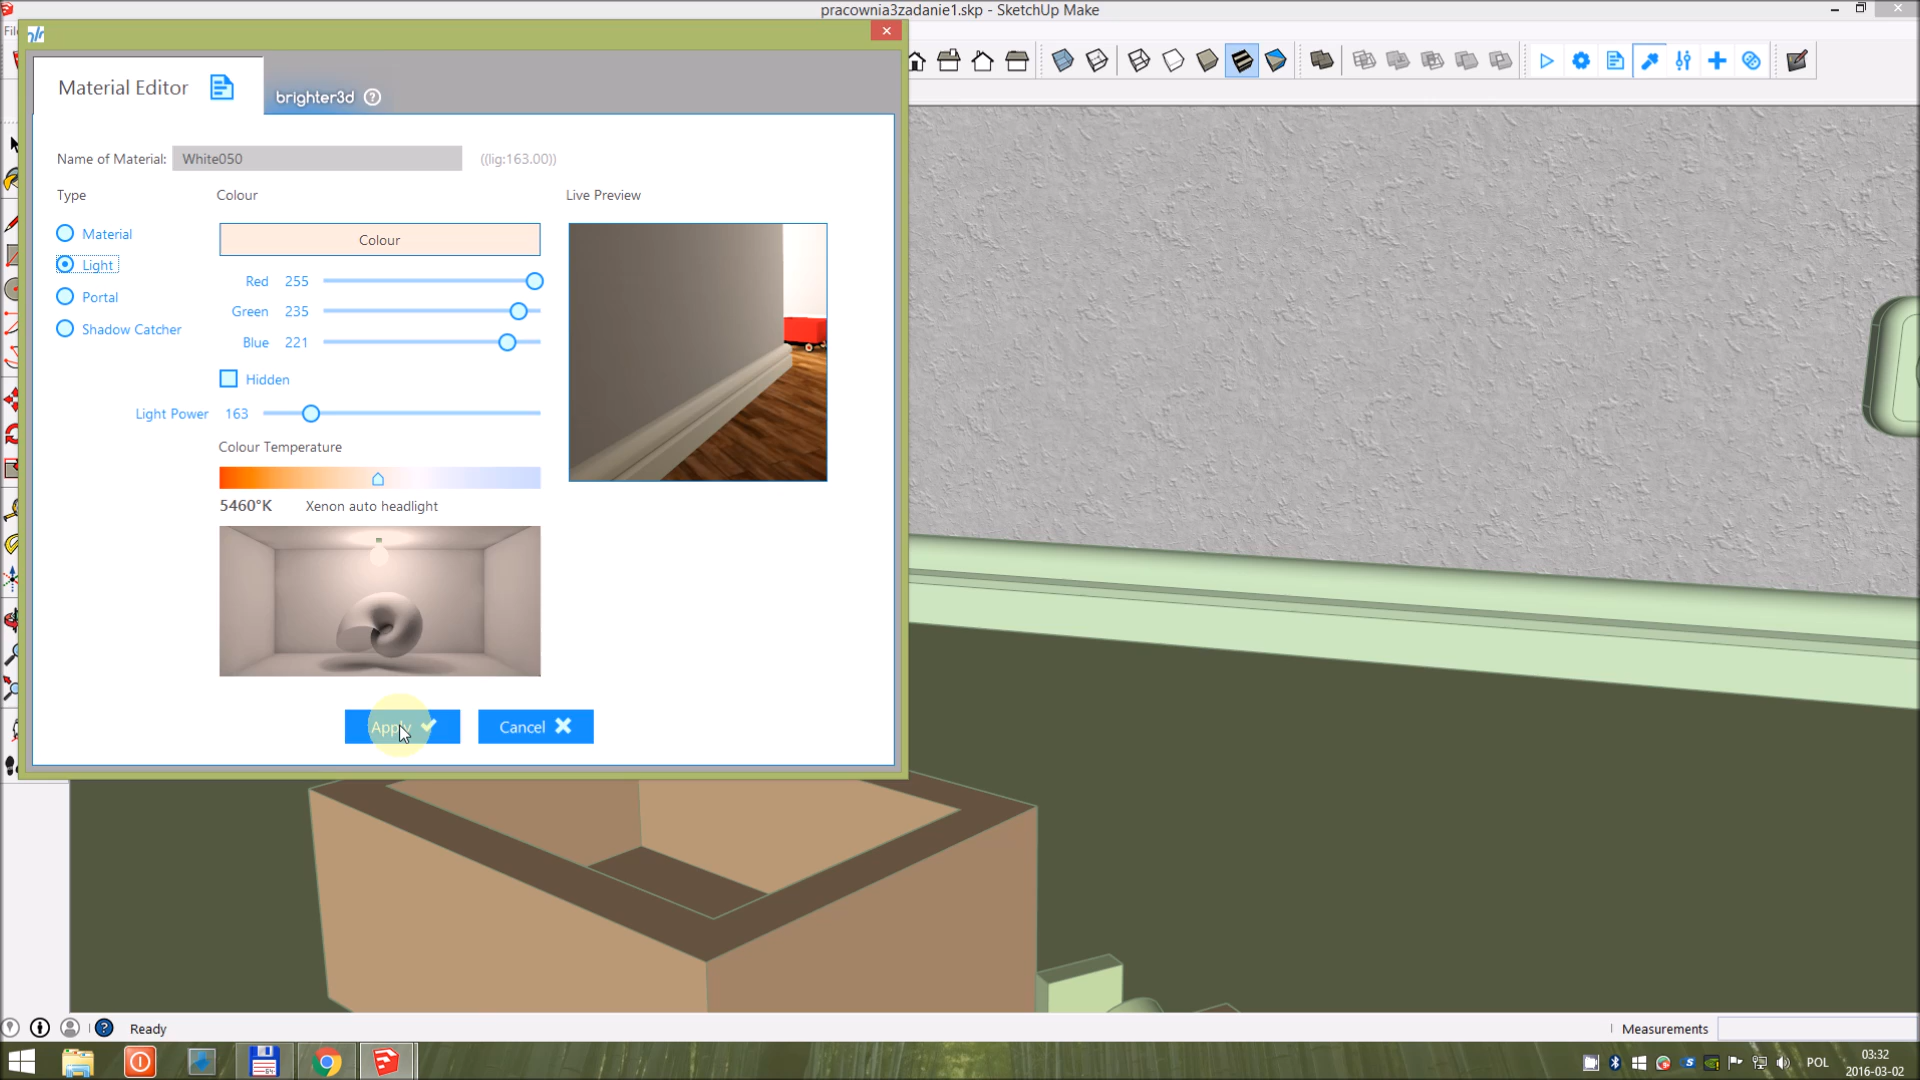 pracownia3zadanie1.skp - SketchUp Make
Material Editor
brighter3d ?
Name of Material: White050 ((lig:163.00))
Type
Colour
Live Preview
Material
Light
Portal
Shadow Catcher
Colour
Red 255
Green 235
Blue 221
Hidden
Light Power 163
Colour Temperature
5460°K Xenon auto headlight
Apply
Cancel
Ready
Measurements
POL
03:32
2016-03-02